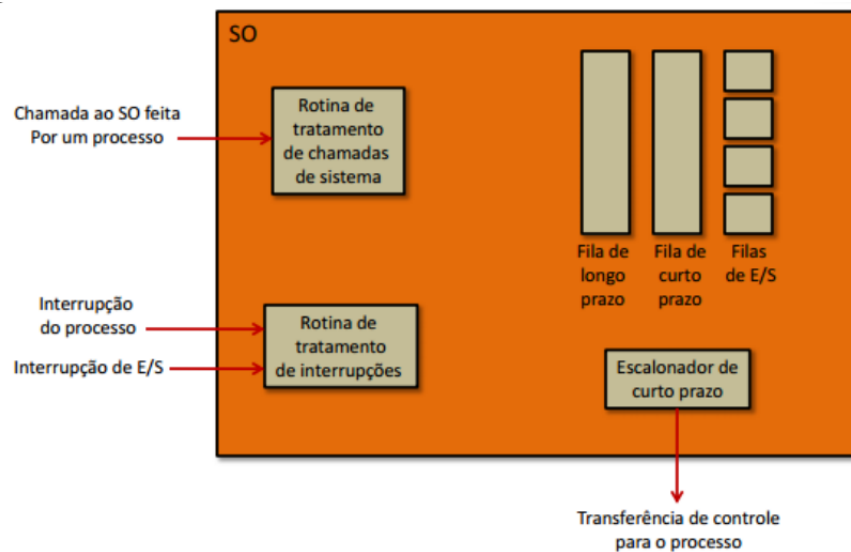 SO
Chamada ao SO feita
Por um processo
Rotina de
tratamento
de chamadas
de sistema
Fila de
longo
prazo
Fila de
curto
prazo
Filas
de E/S
Interrupção
do processo
Interrupção de E/S
Rotina de
tratamento
de interrupções
Escalonador de
curto prazo
Transferência de controle
para o processo